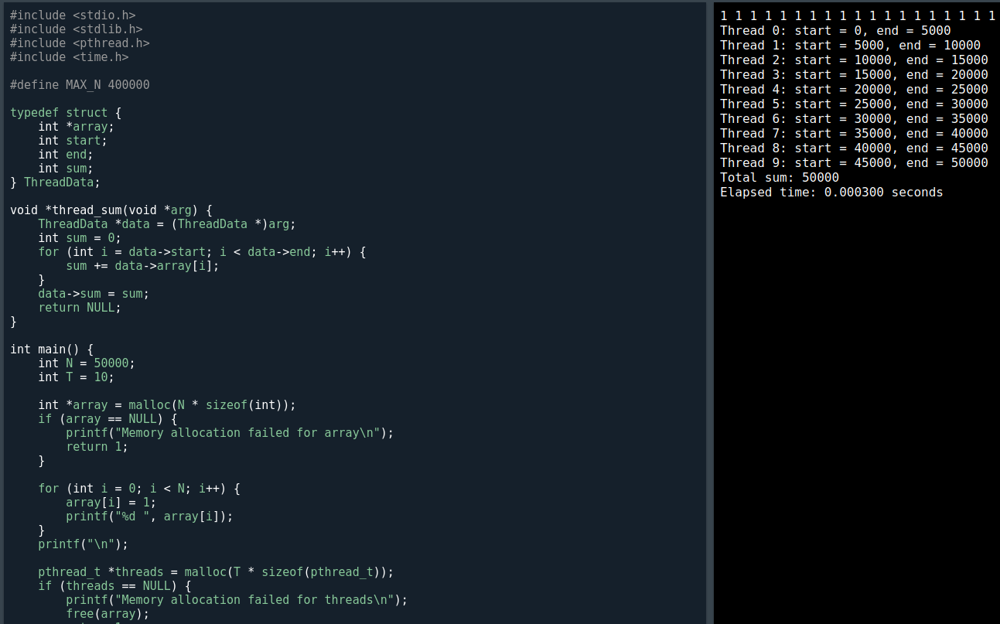 #include <stdio.h>
#include <stdlib.h>
#include <pthread.h>
#include <time.h>
#define MAX_N 400000
typedef struct {
    int *array;
    int start;
    int end;
    int sum;
} ThreadData;
void *thread_sum(void *arg) {
    ThreadData *data = (ThreadData *)arg;
    int sum = 0;
    for (int i = data->start; i < data->end; i++) {
        sum += data->array[i];
    }
    data->sum = sum;
    return NULL;
}
int main() {
    int N = 50000;
    int T = 10;
    int *array = malloc(N * sizeof(int));
    if (array == NULL) {
        printf("Memory allocation failed for array\n");
        return 1;
    }
    for (int i = 0; i < N; i++) {
        array[i] = 1;
        printf("%d ", array[i]);
    }
    printf("\n");
    pthread_t *threads = malloc(T * sizeof(pthread_t));
    if (threads == NULL) {
        printf("Memory allocation failed for threads\n");
        free(array);
1 1 1 1 1 1 1 1 1 1 1 1 1 1 1 1 1 1 1
Thread 0: start = 0, end = 5000
Thread 1: start = 5000, end = 10000
Thread 2: start = 10000, end = 15000
Thread 3: start = 15000, end = 20000
Thread 4: start = 20000, end = 25000
Thread 5: start = 25000, end = 30000
Thread 6: start = 30000, end = 35000
Thread 7: start = 35000, end = 40000
Thread 8: start = 40000, end = 45000
Thread 9: start = 45000, end = 50000
Total sum: 50000
Elapsed time: 0.000300 seconds